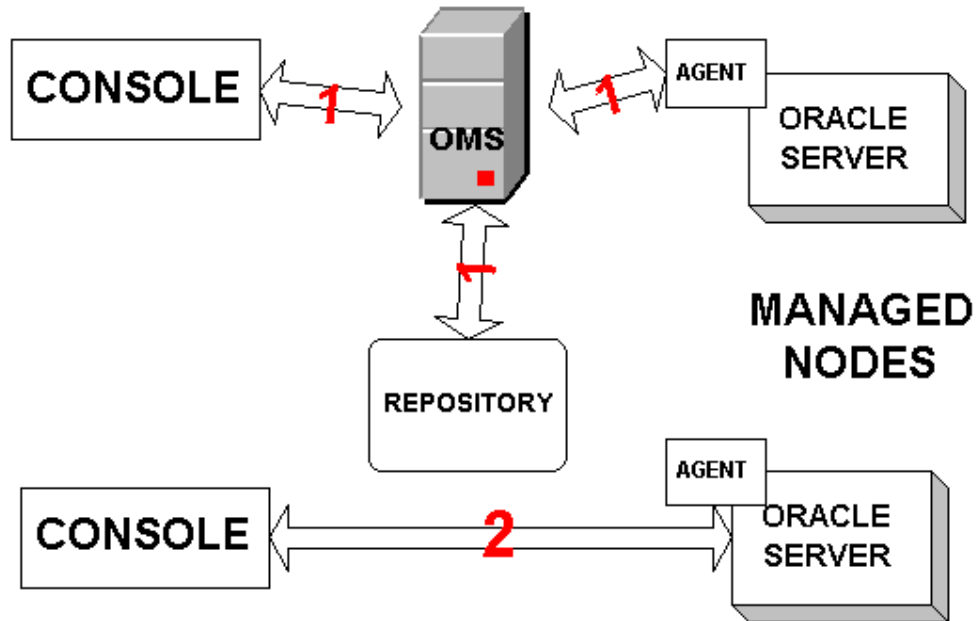 CONSOLE
1
OMS
1
AGENT
ORACLE
SERVER
1
MANAGED
NODES
REPOSITORY
CONSOLE
2
AGENT
ORACLE
SERVER